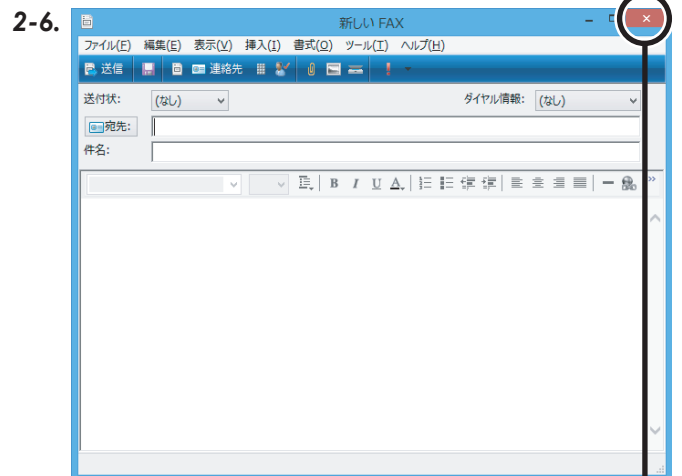 2-6.
新しい FAX
ファイル(F) 編集(E) 表示(V) 挿入(I) 書式(O) ツール(T) ヘルプ(H)
送信 連絡先
送付状: (なし) ダイヤル情報: (なし)
宛先:
件名:
B I U A